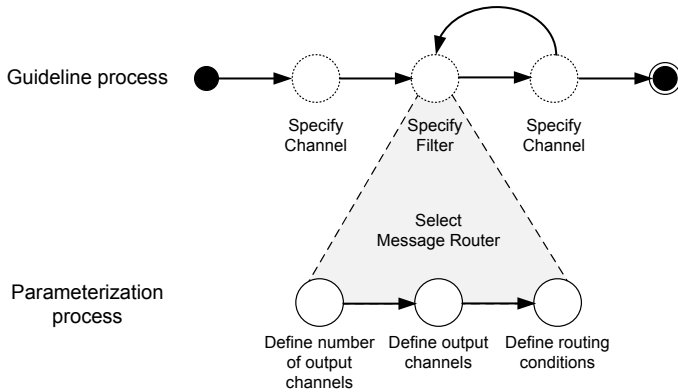 Guideline process
Specify
Channel
Specify
Filter
Specify
Channel
Select
Message Router
Parameterization
process
Define number
of output
channels
Define output
channels
Define routing
conditions